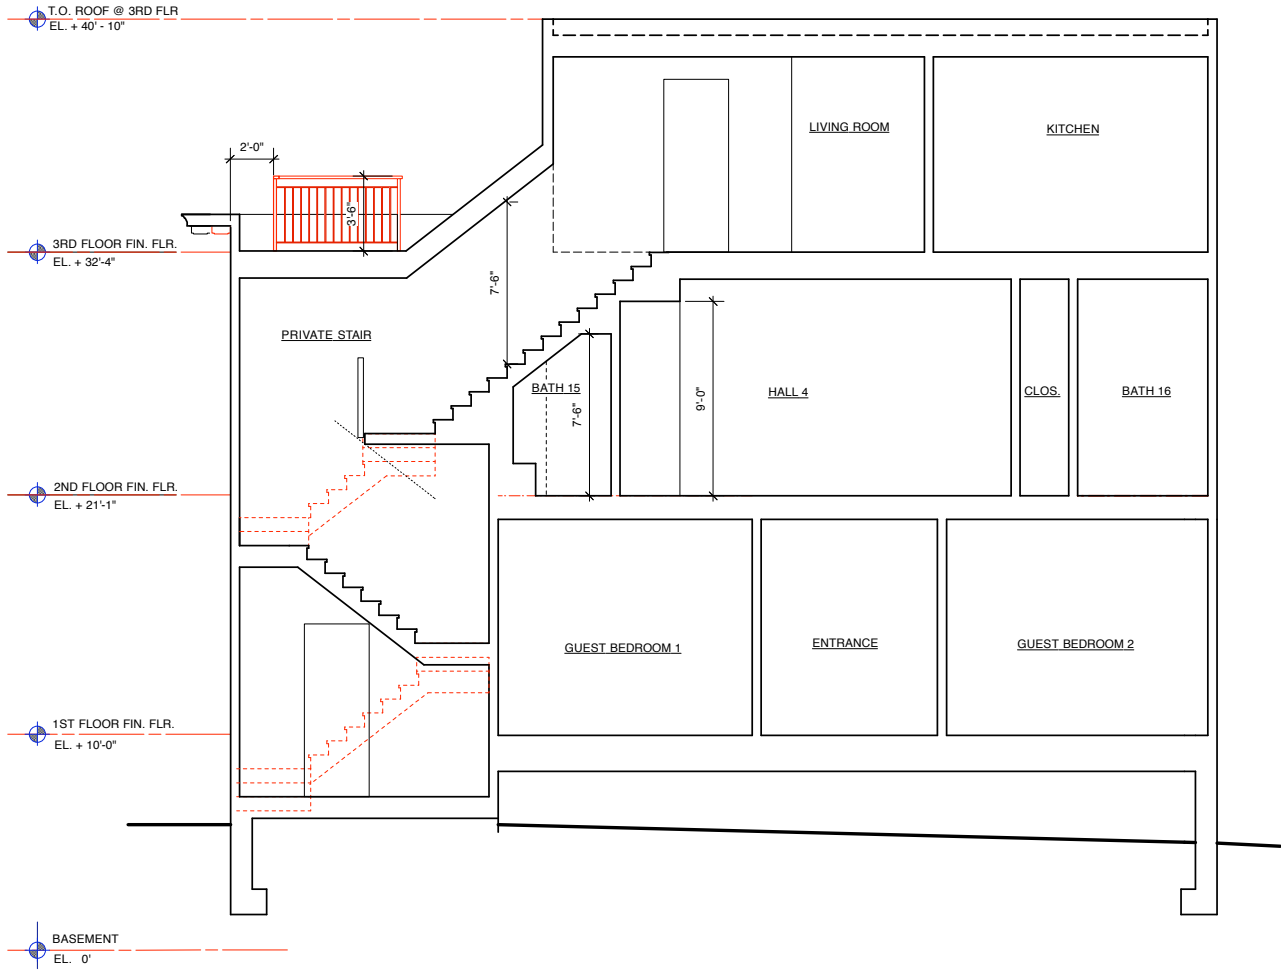 T.O. ROOF @ 3RD FLR
EL. + 40' - 10"
LIVING ROOM
KITCHEN
2'-0"
3'-6"
3RD FLOOR FIN. FLR.
EL. + 32'-4"
7'-6"
PRIVATE STAIR
BATH 15
7'-6"
9'-0"
HALL 4
CLOS.
BATH 16
2ND FLOOR FIN. FLR.
EL. + 21'-1"
GUEST BEDROOM 1
ENTRANCE
GUEST BEDROOM 2
1ST FLOOR FIN. FLR.
EL. + 10'-0"
BASEMENT
EL. 0'